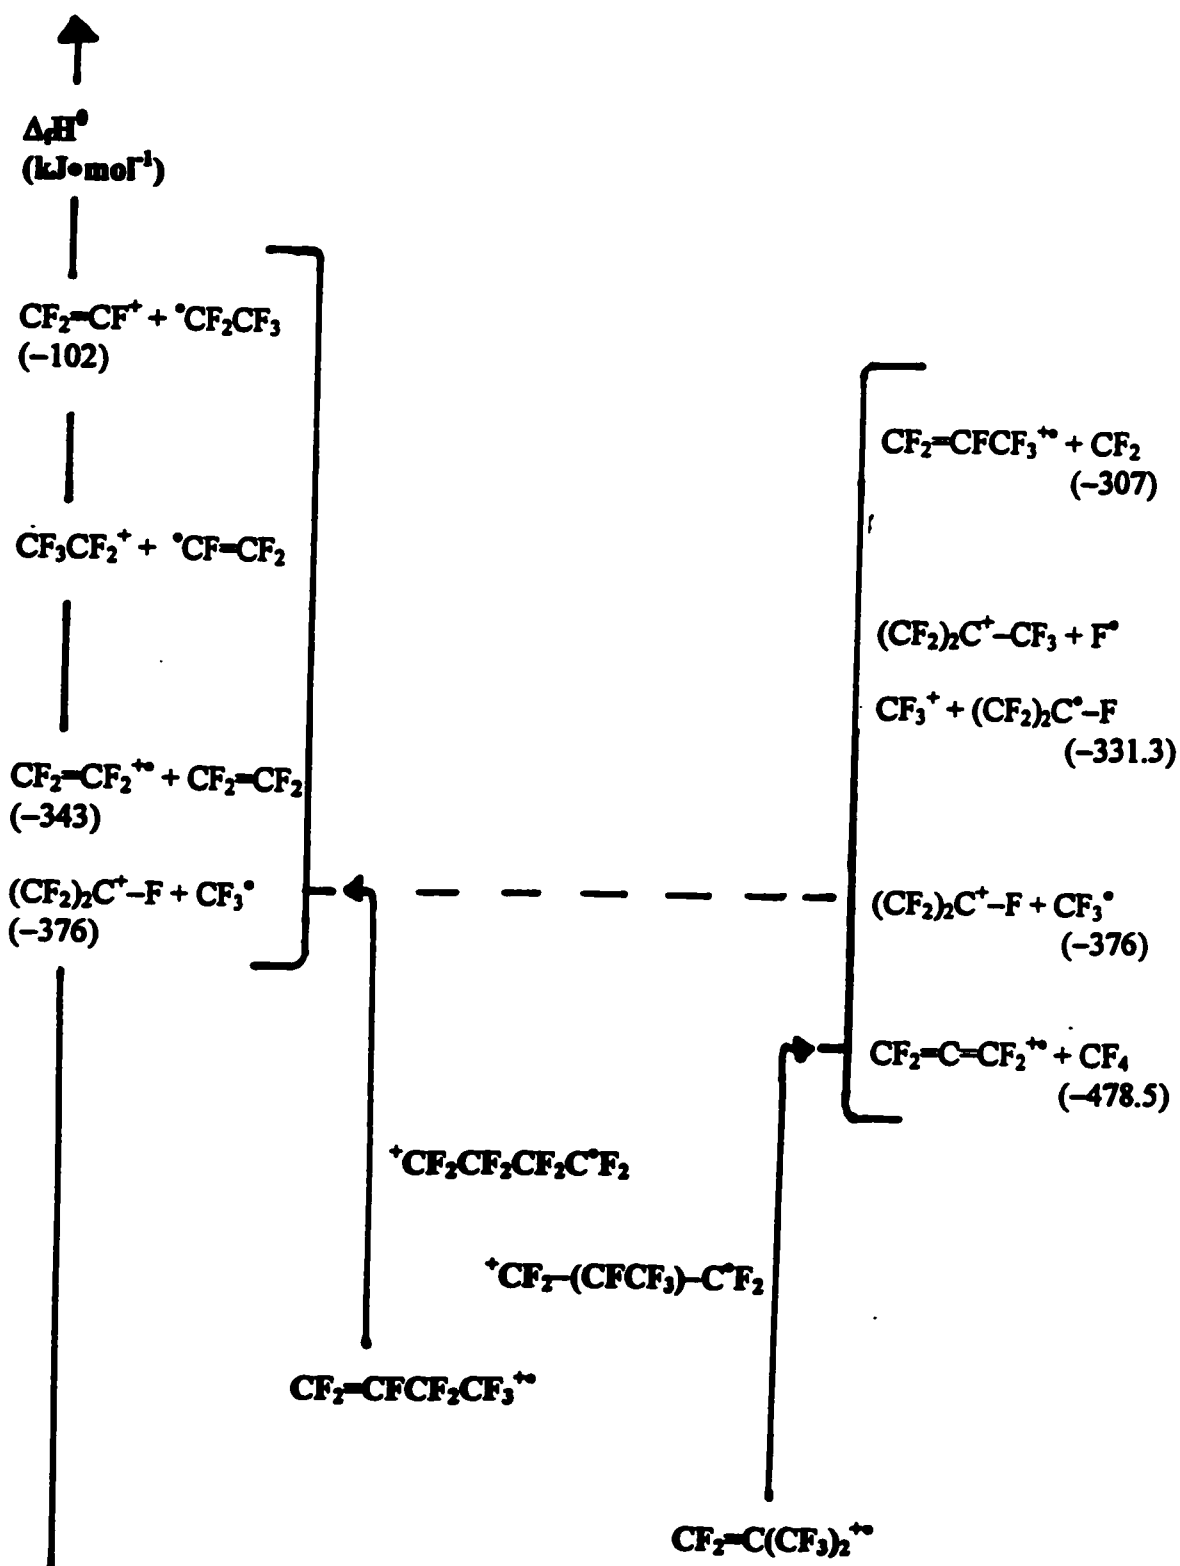 ΔfH⁰
(kJ•mol⁻¹)
CF₂=CF⁺ + •CF₂CF₃
(−102)
CF₃CF₂⁺ + •CF=CF₂
CF₂=CF₂⁺• + CF₂=CF₂
(−343)
(CF₂)₂C⁺−F + CF₃•
(−376)
CF₂=CFCF₃⁺• + CF₂
(−307)
(CF₂)₂C⁺−CF₃ + F•
CF₃⁺ + (CF₂)₂C•−F
(−331.3)
(CF₂)₂C⁺−F + CF₃•
(−376)
CF₂=C=CF₂⁺• + CF₄
(−478.5)
⁺CF₂CF₂CF₂C•F₂
⁺CF₂−(CFCF₃)−C•F₂
CF₂=CFCF₂CF₃⁺•
CF₂=C(CF₃)₂⁺•